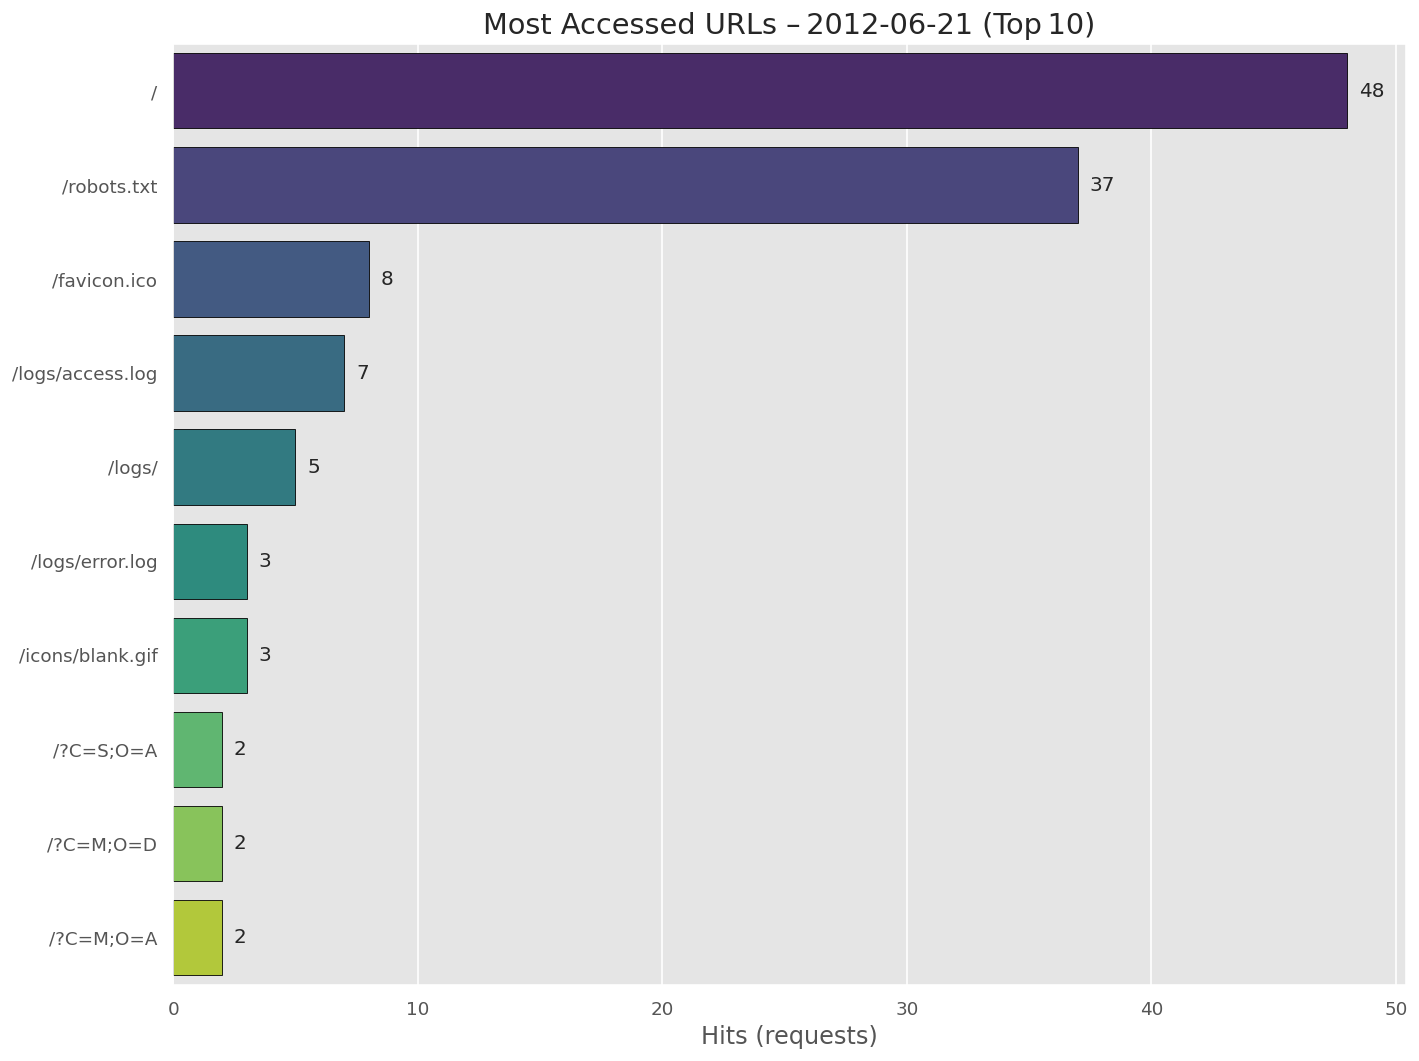 Most Accessed URLs – 2012-06-21 (Top 10)
/ 48
/robots.txt 37
/favicon.ico 8
/logs/access.log 7
/logs/ 5
/logs/error.log 3
/icons/blank.gif 3
/?C=S;O=A 2
/?C=M;O=D 2
/?C=M;O=A 2
0 10 20 30 40 50
Hits (requests)